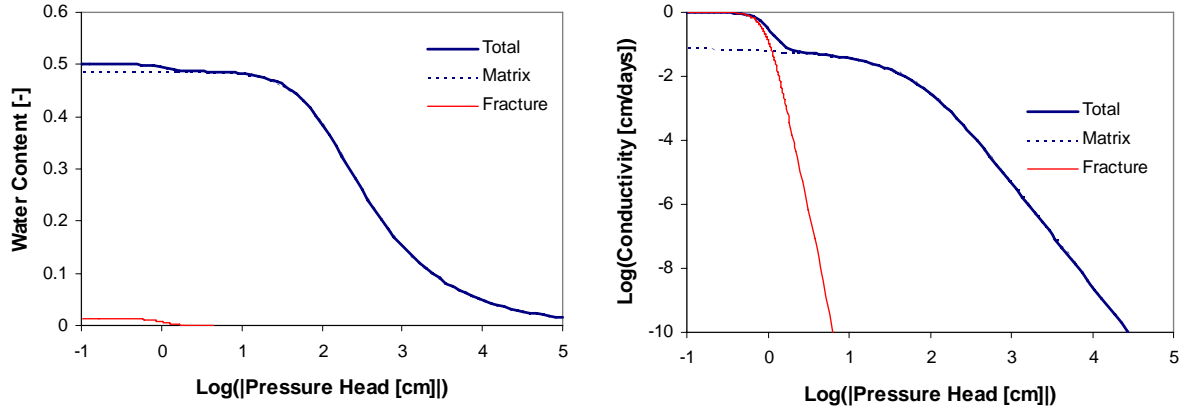 0.6
0.5
0.4
0.3
0.2
0.1
0
-1
0
1
2
3
4
5
Water Content [-]
Log(|Pressure Head [cm]|)
Total
Matrix
Fracture
0
-2
-4
-6
-8
-10
-1
0
1
2
3
4
5
Log(Conductivity [cm/days])
Log(|Pressure Head [cm]|)
Total
Matrix
Fracture